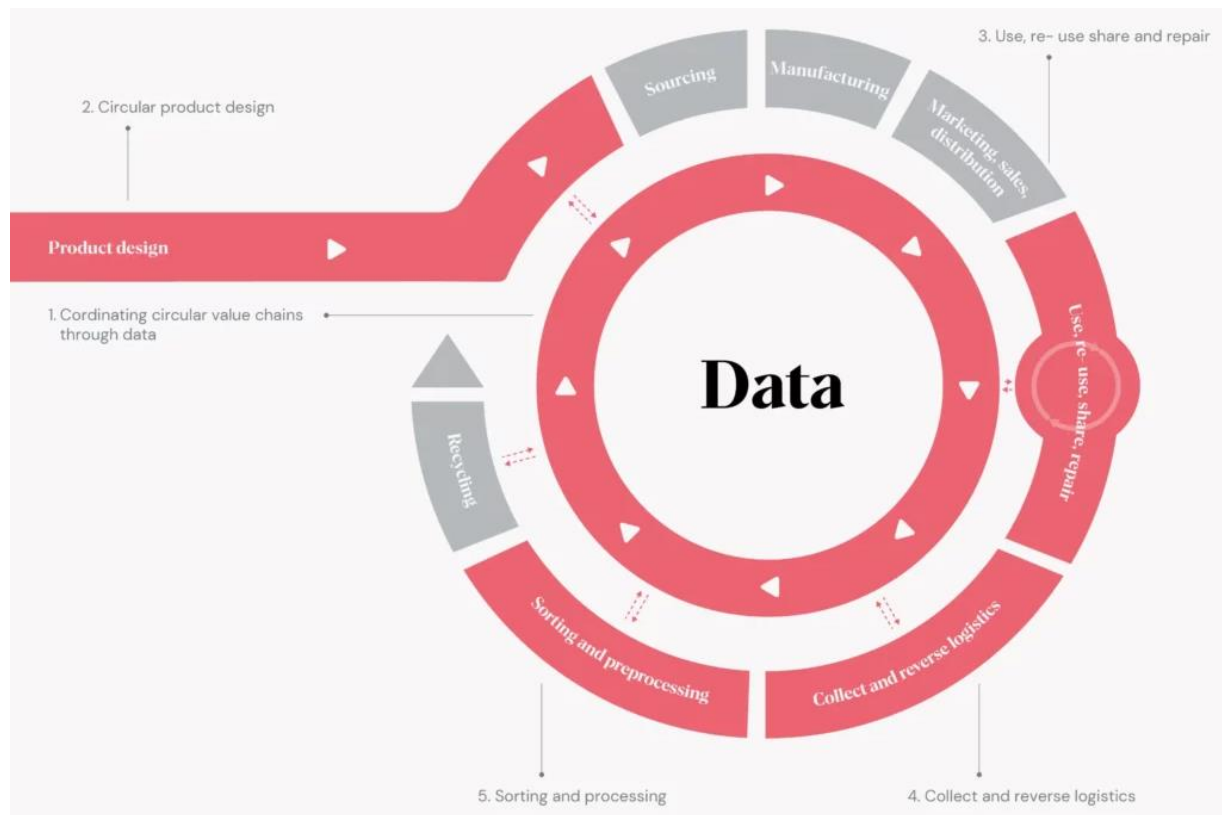 3. Use, re- use share and repair
Sourcing
Manufacturing
Marketing, sales,
distribution
2. Circular product design
Product design
1. Cordinating circular value chains
through data
Use, re- use, share, repair
Data
Recycling
Sorting and preprocessing
Collect and reverse logistics
5. Sorting and processing
4. Collect and reverse logistics